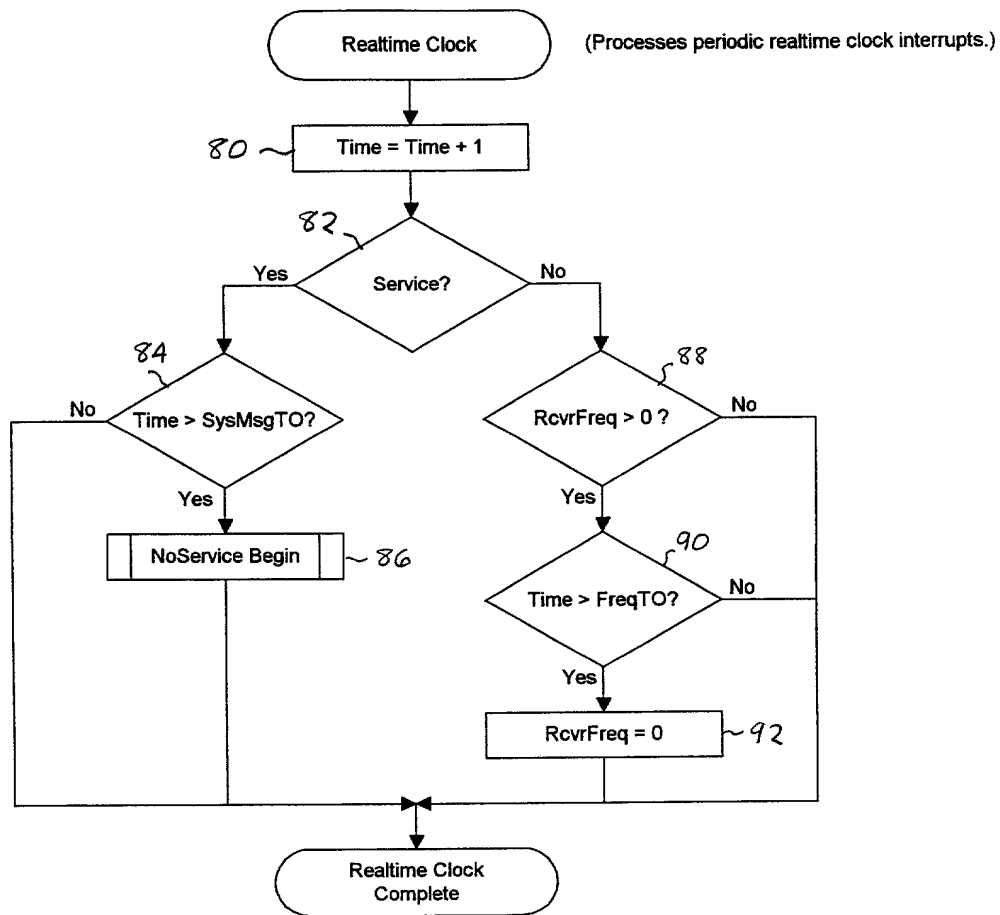 Realtime Clock
(Processes periodic realtime clock interrupts.)
80
Time = Time + 1
82
Yes
Service?
No
84
88
No
Time > SysMsgTO?
RcvrFreq > 0 ?
No
Yes
Yes
90
NoService Begin
86
Time > FreqTO?
No
Yes
RcvrFreq = 0
92
Realtime Clock
Complete